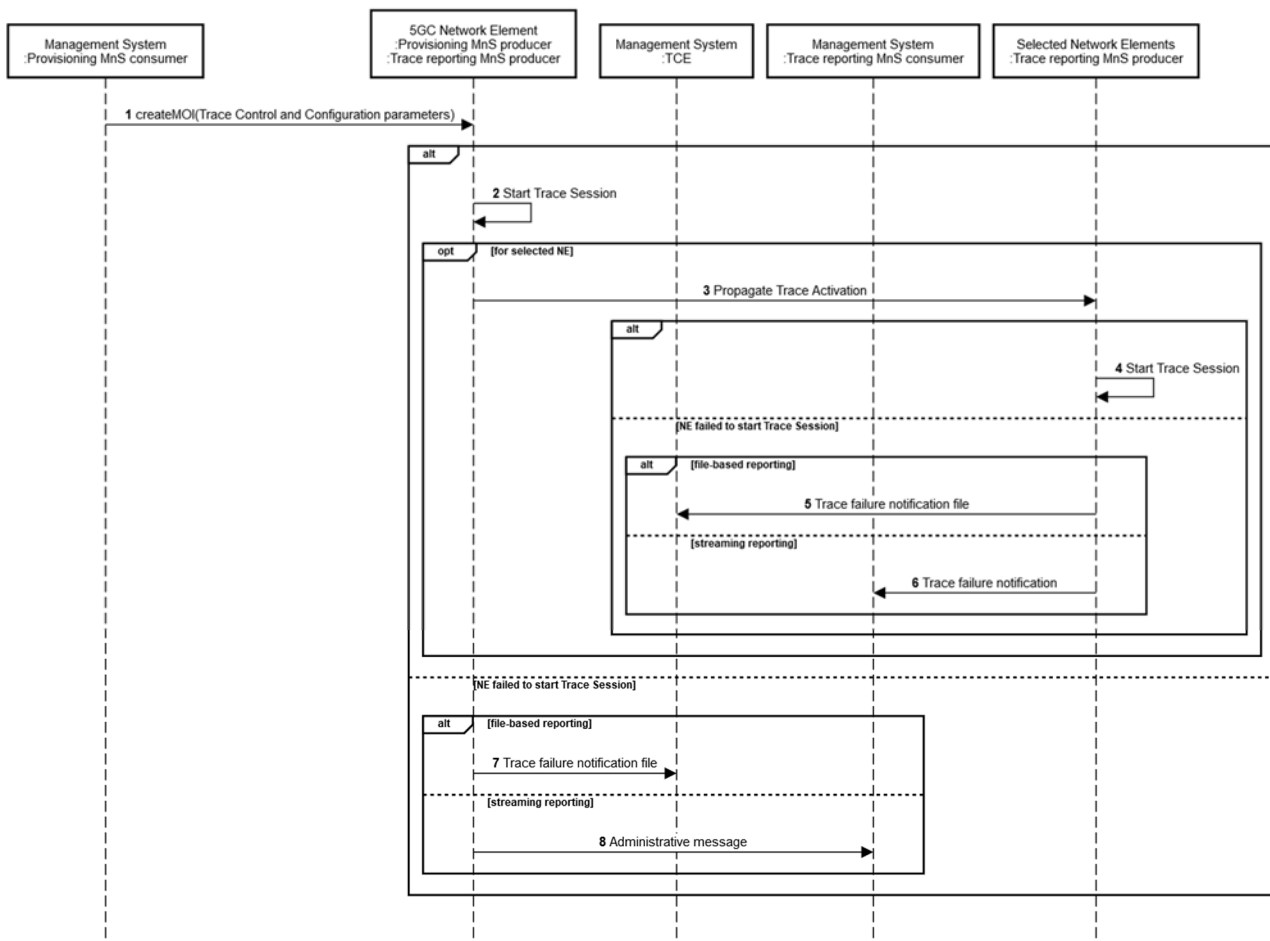 Management System
:Provisioning MnS consumer
5GC Network Element
:Provisioning MnS producer
:Trace reporting MnS producer
Management System
:TCE
Management System
:Trace reporting MnS consumer
Selected Network Elements
:Trace reporting MnS producer
1 createMOI(Trace Control and Configuration parameters)
alt
2 Start Trace Session
opt [for selected NE]
3 Propagate Trace Activation
alt
4 Start Trace Session
[NE failed to start Trace Session]
alt [file-based reporting]
5 Trace failure notification file
[streaming reporting]
6 Trace failure notification
[NE failed to start Trace Session]
alt [file-based reporting]
7 Trace failure notification file
[streaming reporting]
8 Administrative message